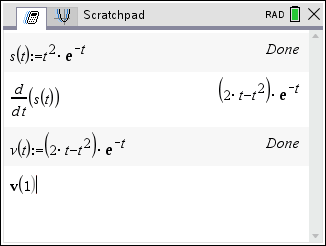 Scratchpad RAD
s(t):=t²·e⁻ᵗ Done
d/dt(s(t)) (2·t−t²)·e⁻ᵗ
v(t):=(2·t−t²)·e⁻ᵗ Done
v(1)